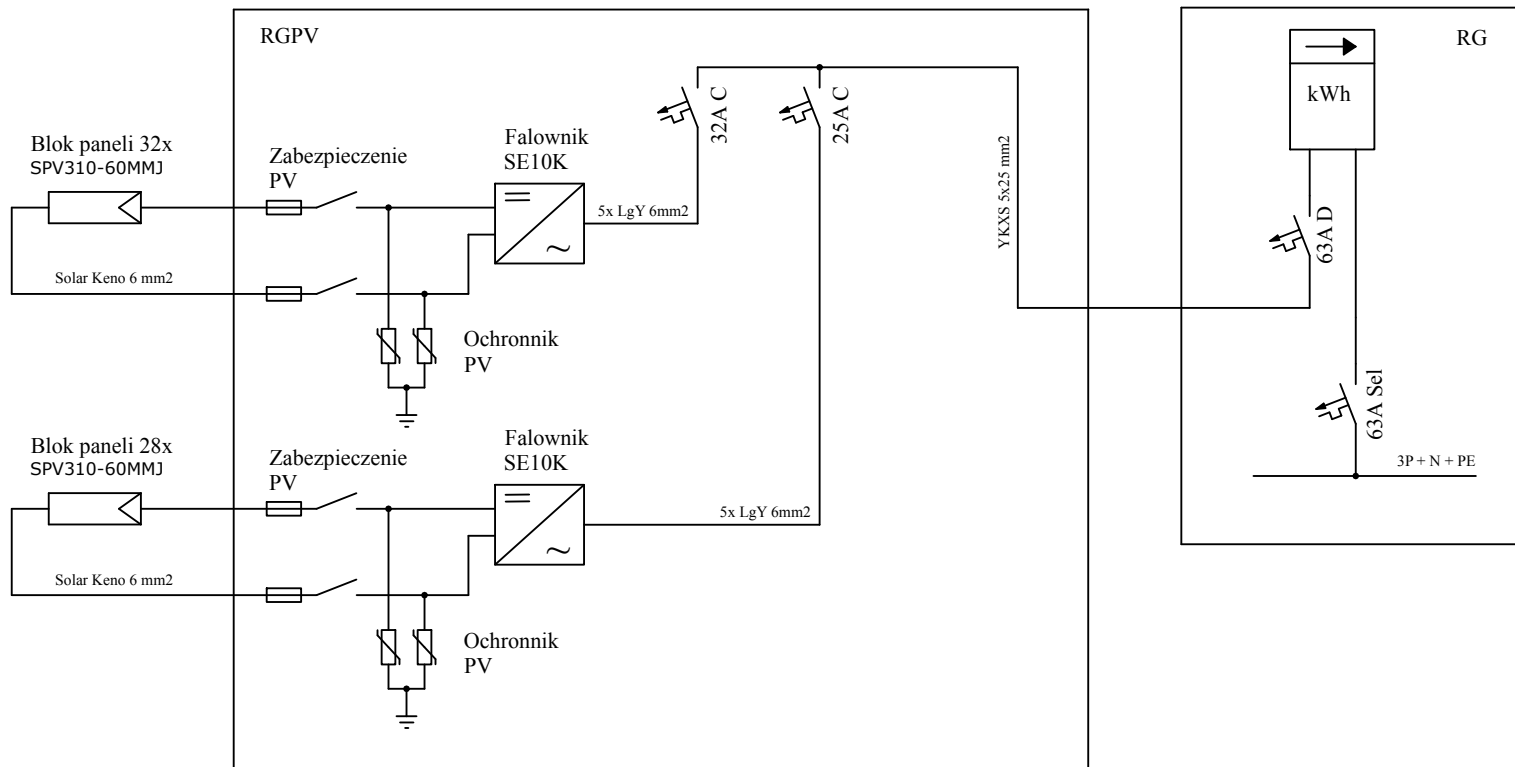 RGPV
RG
kWh
32A C
25A C
Blok paneli 32x
SPV310-60MMJ
Zabezpieczenie
PV
Falownik
SE10K
5x LgY 6mm2
YKXS 5x25 mm2
63A D
Solar Keno 6 mm2
Ochronnik
PV
63A Sel
Blok paneli 28x
SPV310-60MMJ
Zabezpieczenie
PV
Falownik
SE10K
3P + N + PE
5x LgY 6mm2
Solar Keno 6 mm2
Ochronnik
PV